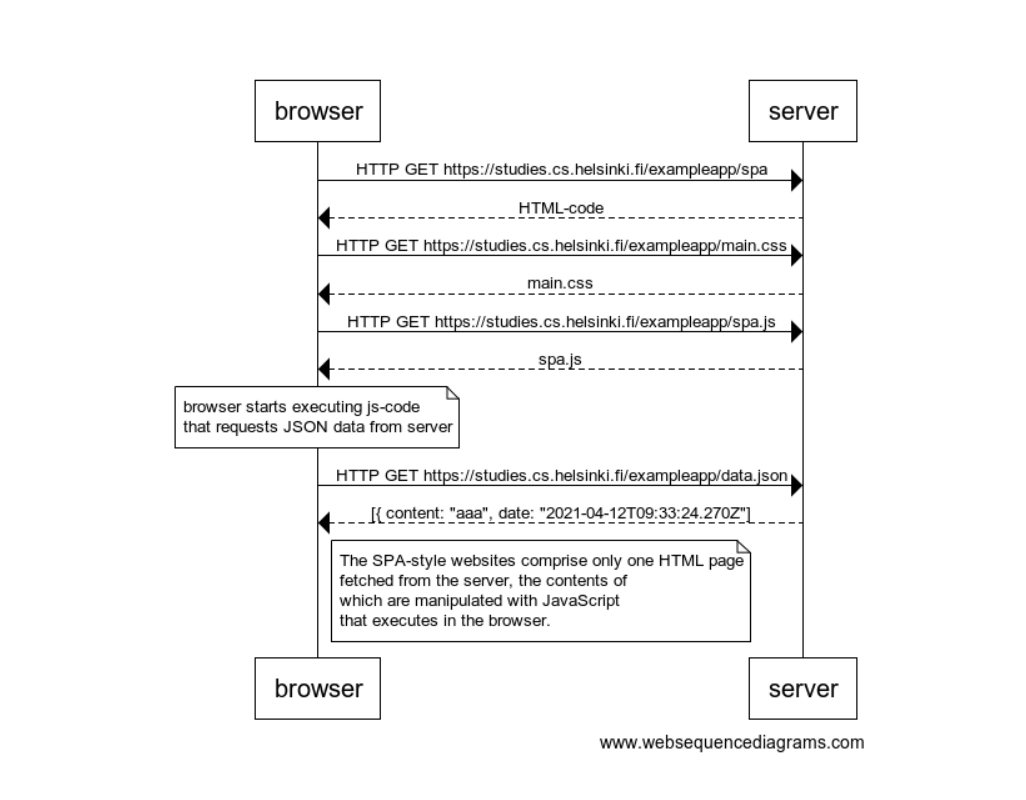 browser
server
HTTP GET https://studies.cs.helsinki.fi/exampleapp/spa
HTML-code
HTTP GET https://studies.cs.helsinki.fi/exampleapp/main.css
main.css
HTTP GET https://studies.cs.helsinki.fi/exampleapp/spa.js
spa.js
browser starts executing js-code
that requests JSON data from server
HTTP GET https://studies.cs.helsinki.fi/exampleapp/data.json
[{ content: "aaa", date: "2021-04-12T09:33:24.270Z"]
The SPA-style websites comprise only one HTML page
fetched from the server, the contents of
which are manipulated with JavaScript
that executes in the browser.
browser
server
www.websequencediagrams.com